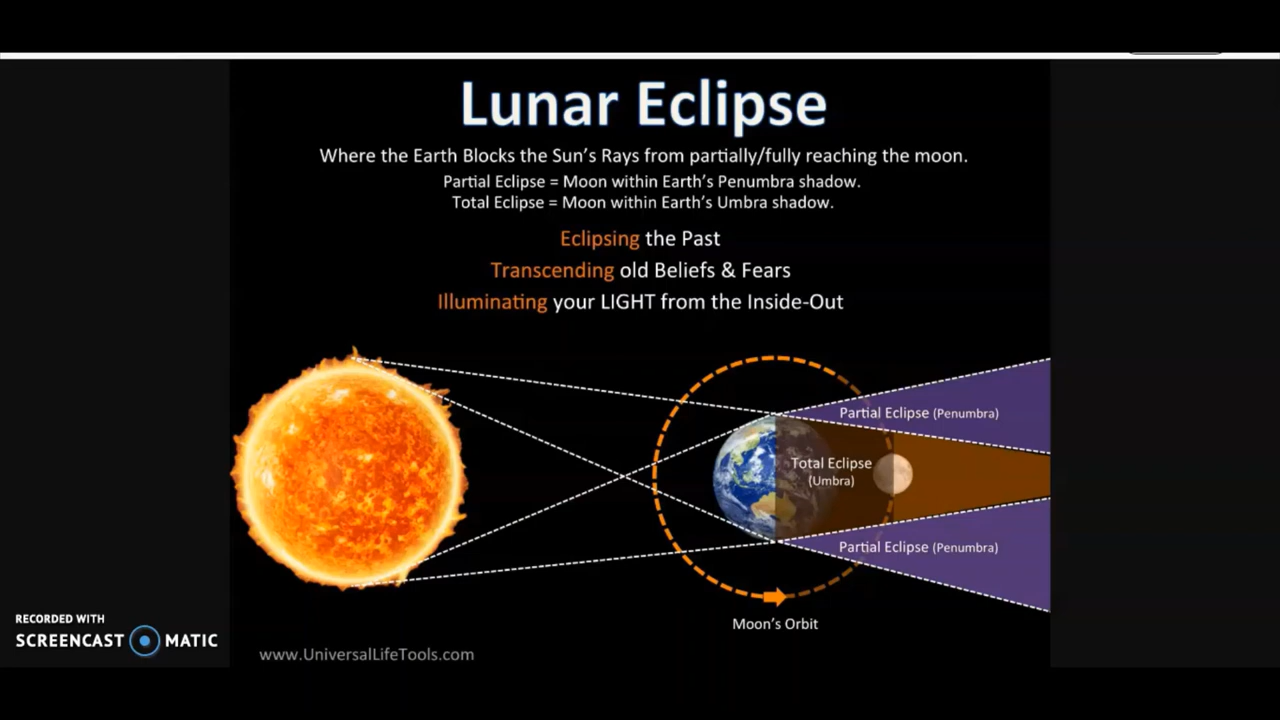 Lunar Eclipse
Where the Earth Blocks the Sun's Rays from partially/fully reaching the moon.
Partial Eclipse = Moon within Earth's Penumbra shadow.
Total Eclipse = Moon within Earth's Umbra shadow.
Eclipsing the Past
Transcending old Beliefs & Fears
Illuminating your LIGHT from the Inside-Out
Partial Eclipse (Penumbra)
Total Eclipse
(Umbra)
Partial Eclipse (Penumbra)
Moon's Orbit
RECORDED WITH
SCREENCAST MATIC
www.UniversalLifeTools.com